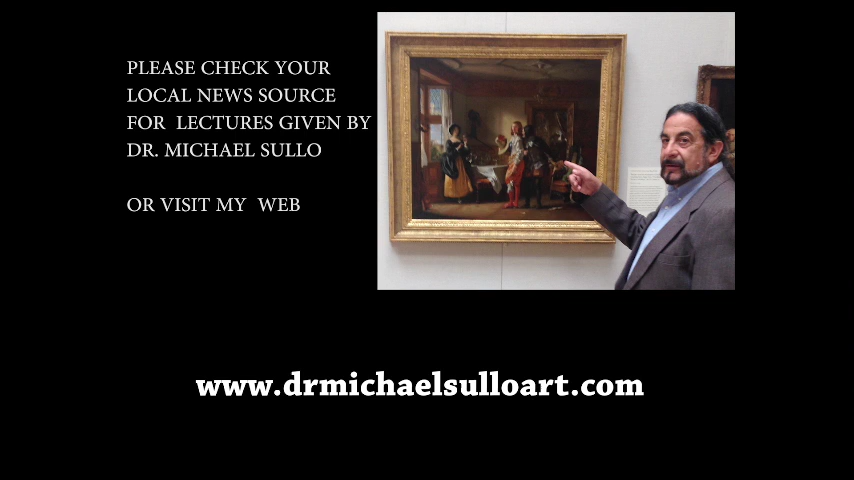 PLEASE CHECK YOUR
LOCAL NEWS SOURCE
FOR LECTURES GIVEN BY
DR. MICHAEL SULLO
OR VISIT MY WEB
www.drmichaelsulloart.com